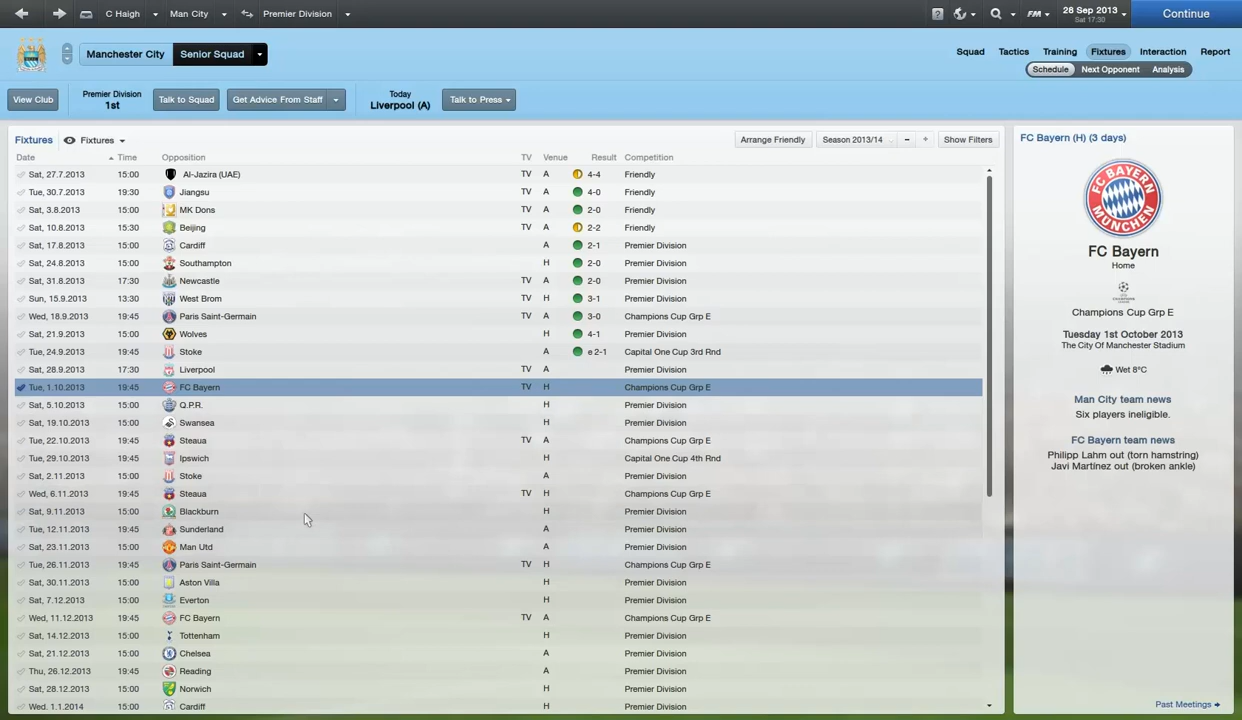 C Haigh Man City Premier Division ? FM 28 Sep 2013 Sat 17:30 Continue
Manchester City Senior Squad Squad Tactics Training Fixtures Interaction Report
Schedule Next Opponent Analysis
View Club Premier Division 1st Talk to Squad Get Advice From Staff Today Liverpool (A) Talk to Press
Fixtures Fixtures Arrange Friendly Season 2013/14 - + Show Filters
Date Time Opposition TV Venue Result Competition
Sat, 27.7.2013 15:00 Al-Jazira (UAE) TV A 4-4 Friendly
Tue, 30.7.2013 19:30 Jiangsu TV A 4-0 Friendly
Sat, 3.8.2013 15:00 MK Dons TV A 2-0 Friendly
Sat, 10.8.2013 15:30 Beijing TV A 2-2 Friendly
Sat, 17.8.2013 15:00 Cardiff A 2-1 Premier Division
Sat, 24.8.2013 15:00 Southampton H 2-0 Premier Division
Sat, 31.8.2013 17:30 Newcastle TV A 2-0 Premier Division
Sun, 15.9.2013 13:30 West Brom TV H 3-1 Premier Division
Wed, 18.9.2013 19:45 Paris Saint-Germain TV A 3-0 Champions Cup Grp E
Sat, 21.9.2013 15:00 Wolves H 4-1 Premier Division
Tue, 24.9.2013 19:45 Stoke A e 2-1 Capital One Cup 3rd Rnd
Sat, 28.9.2013 17:30 Liverpool TV A Premier Division
Tue, 1.10.2013 19:45 FC Bayern TV H Champions Cup Grp E
Sat, 5.10.2013 15:00 Q.P.R. H Premier Division
Sat, 19.10.2013 15:00 Swansea H Premier Division
Tue, 22.10.2013 19:45 Steaua TV A Champions Cup Grp E
Tue, 29.10.2013 19:45 Ipswich H Capital One Cup 4th Rnd
Sat, 2.11.2013 15:00 Stoke A Premier Division
Wed, 6.11.2013 19:45 Steaua TV H Champions Cup Grp E
Sat, 9.11.2013 15:00 Blackburn H Premier Division
Tue, 12.11.2013 19:45 Sunderland A Premier Division
Sat, 23.11.2013 15:00 Man Utd A Premier Division
Tue, 26.11.2013 19:45 Paris Saint-Germain TV H Champions Cup Grp E
Sat, 30.11.2013 15:00 Aston Villa H Premier Division
Sat, 7.12.2013 15:00 Everton H Premier Division
Wed, 11.12.2013 19:45 FC Bayern TV A Champions Cup Grp E
Sat, 14.12.2013 15:00 Tottenham H Premier Division
Sat, 21.12.2013 15:00 Chelsea A Premier Division
Thu, 26.12.2013 19:45 Reading A Premier Division
Sat, 28.12.2013 15:00 Norwich H Premier Division
Wed, 1.1.2014 15:00 Cardiff H Premier Division
FC Bayern (H) (3 days)
FC BAYERN MÜNCHEN
FC Bayern
Home
Champions Cup Grp E
Tuesday 1st October 2013
The City Of Manchester Stadium
Wet 8°C
Man City team news
Six players ineligible.
FC Bayern team news
Philipp Lahm out (torn hamstring)
Javi Martínez out (broken ankle)
Past Meetings